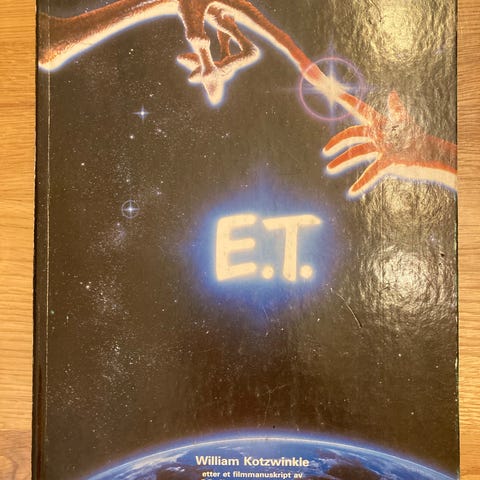 E.T.
William Kotzwinkle
etter et filmmanuskript av